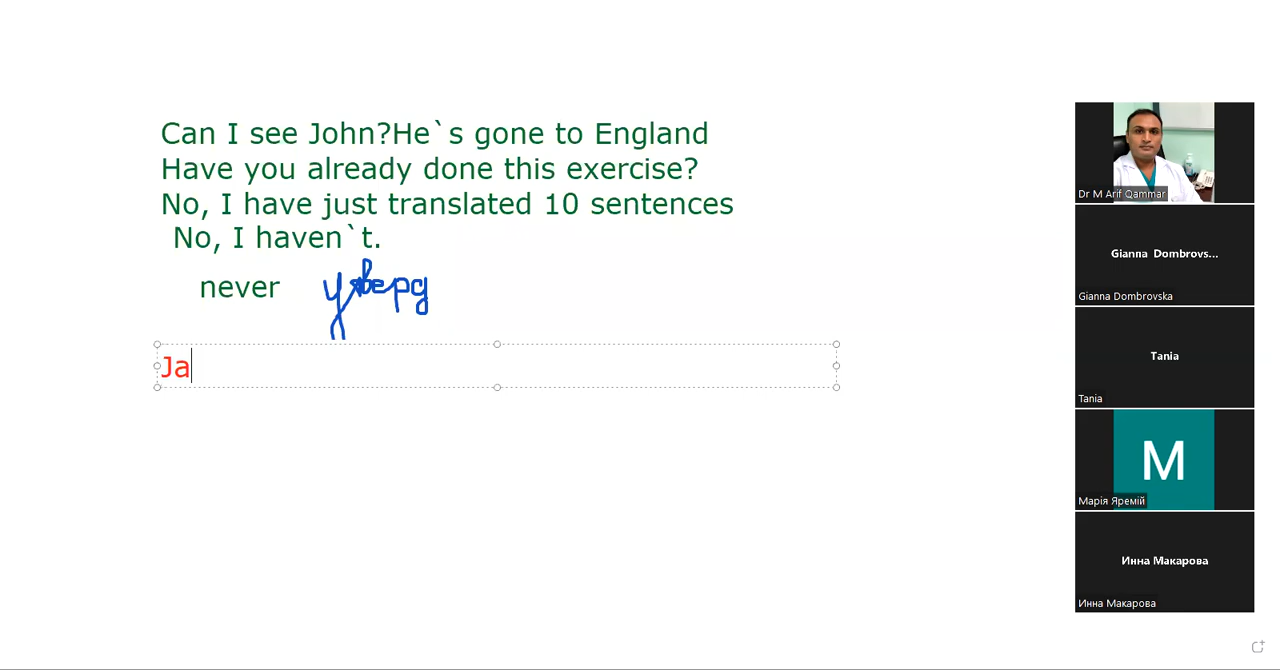 Can I see John?He`s gone to England
Have you already done this exercise?
No, I have just translated 10 sentences
No, I haven`t.
never утверд
Ja
Dr M Arif Qammar
Gianna Dombrovs...
Gianna Dombrovska
Tania
Tania
M
Марія Яремій
Инна Макарова
Инна Макарова